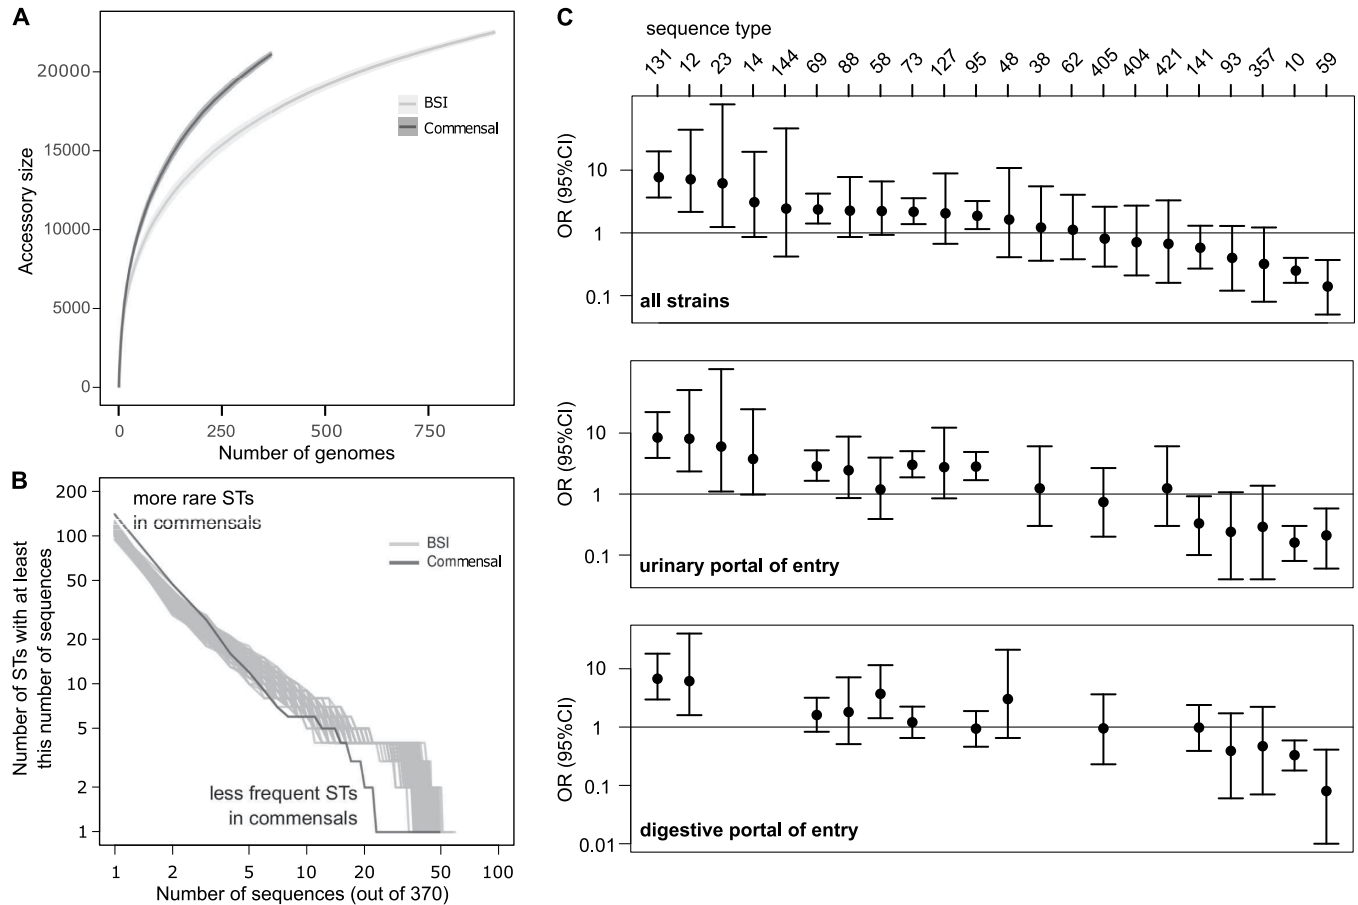 A
20000
15000
10000
5000
0
Accessory size
BSI
Commensal
0 250 500 750
Number of genomes
B
200
100
50
20
10
5
2
1
Number of STs with at least
this number of sequences
more rare STs
in commensals
BSI
Commensal
less frequent STs
in commensals
1 2 5 10 20 50 100
Number of sequences (out of 370)
C
sequence type
131 12 23 14 144 69 88 58 73 127 95 48 38 62 405 404 421 141 93 357 10 59
OR (95%CI)
10
1
0.1
all strains
OR (95%CI)
10
1
0.1
urinary portal of entry
OR (95%CI)
10
1
0.1
0.01
digestive portal of entry